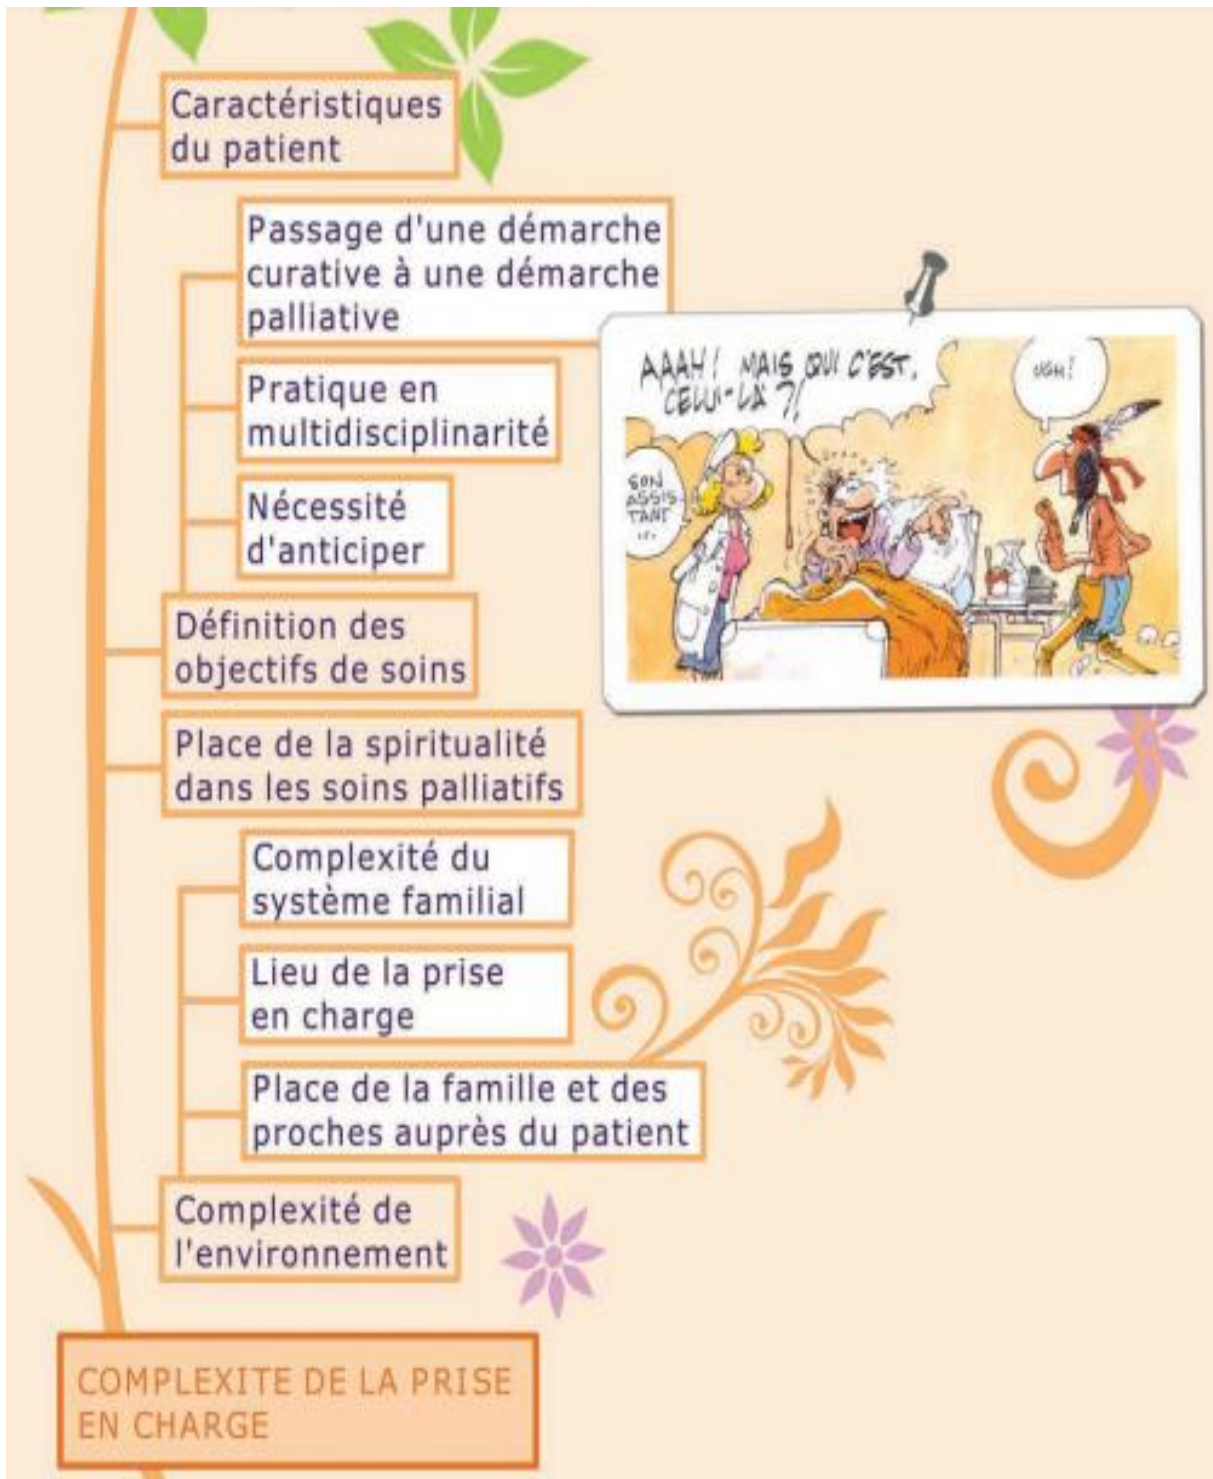 Caractéristiques
du patient
Passage d'une démarche
curative à une démarche
palliative
Pratique en
multidisciplinarité
Nécessité
d'anticiper
Définition des
objectifs de soins
AAAH! MAIS QUI C'EST,
CELUI-LÀ ?!
UGH!
SON
ASSIS-
TANT
...
Place de la spiritualité
dans les soins palliatifs
Complexité du
système familial
Lieu de la prise
en charge
Place de la famille et des
proches auprès du patient
Complexité de
l'environnement
COMPLEXITE DE LA PRISE
EN CHARGE